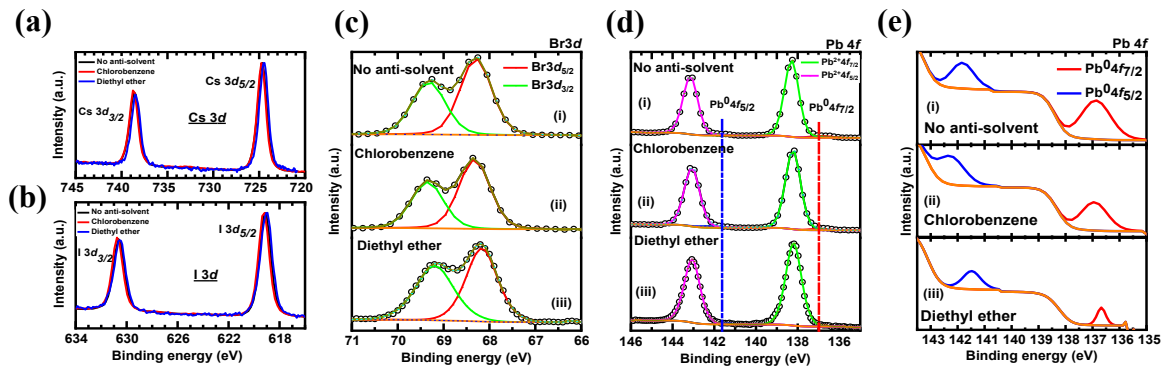 (a)
No anti-solvent
Chlorobenzene
Diethyl ether
Cs 3d5/2
Cs 3d3/2
Cs 3d
Intensity (a.u.)
745 740 735 730 725 720
(b)
No anti-solvent
Chlorobenzene
Diethyl ether
I 3d5/2
I 3d3/2
I 3d
Intensity (a.u.)
634 630 626 622 618
Binding energy (eV)
(c)
Br3d
No anti-solvent
Br3d5/2
Br3d3/2
(i)
Chlorobenzene
(ii)
Diethyl ether
(iii)
Intensity (a.u.)
71 70 69 68 67 66
Binding energy (eV)
(d)
Pb 4f
No anti-solvent
Pb2+4f7/2
Pb2+4f5/2
(i)
Pb04f5/2
Pb04f7/2
Chlorobenzene
(ii)
Diethyl ether
(iii)
Intensity (a.u.)
146 144 142 140 138 136
Binding energy (eV)
(e)
Pb 4f
Pb04f7/2
Pb04f5/2
(i)
No anti-solvent
(ii)
Chlorobenzene
(iii)
Diethyl ether
Intensity (a.u.)
143 142 141 140 139 138 137 136 135
Binding energy (eV)